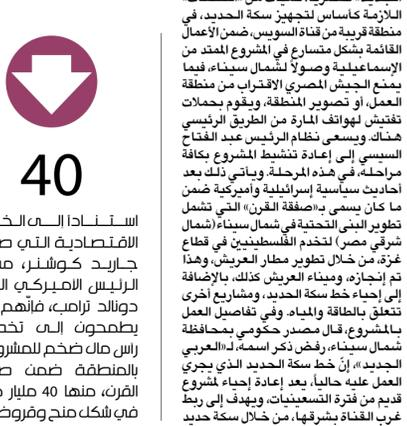 اللازمة كأساس لتجهيز سكة الحديد، في
منطقة قريبة من قناة السويس، ضمن الأعمال
القائمة بشكل متسارع في المشروع الممتد من
الإسماعيلية وصولاً لشمال سيناء، فيما
يمنع الجيش المصري الاقتراب من منطقة
العمل، أو تصوير المنطقة، ويقوم بحملات
تفتيش لهواتف المارة من الطريق الرئيسي
هناك. ويسعى نظام الرئيس عبد الفتاح
السيسي إلى إعادة تنشيط المشروع بكافة
مراحله، في هذه المرحلة. ويأتي ذلك بعد
أحاديث سياسية إسرائيلية وأميركية ضمن
ما كان يسمى بـ«صفقة القرن» التي تشمل
تطوير البنى التحتية في شمال سيناء (شمال
شرقي مصر) لتخدم الفلسطينيين في قطاع
غزة، من خلال تطوير مطار العريش، وهذا
تم إنجازه، وميناء العريش كذلك، بالإضافة
إلى إحياء خط سكة الحديد، ومشاريع أخرى
تتعلق بالطاقة والمياه. وفي تفاصيل العمل
بالمشروع، قال مصدر حكومي بمحافظة
شمال سيناء، رفض ذكر اسمه، لـ«العربي
الجديد»، إنّ خط سكة الحديد الذي يجري
العمل عليه حالياً، يعد إعادة إحياء لمشروع
قديم من فترة التسعينيات، ويهدف إلى ربط
غرب القناة بشرقها، من خلال سكة حديد
40
استنادا إلى
الاقتصادية التي
جاريد كوشنر،
الرئيس الاميركي
دونالد ترامب، فإنّهم
يطمحون إلى
راس مال ضخم
بالمنطقة ضمن
القرن، منها 40 مليار
في شكل منح وقروض